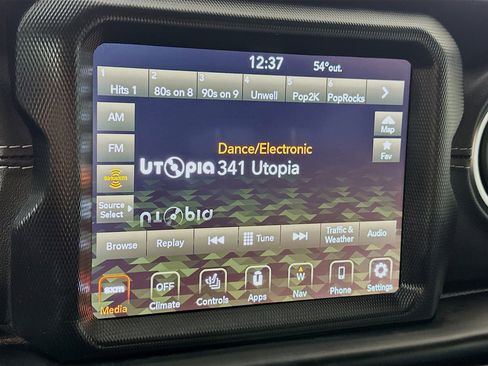 12:37 54° out.
1 2 3 4 5 6
Hits 1 80s on 8 90s on 9 Unwell Pop2K PopRocks
AM
Map
FM
Dance/Electronic
Fav
UTOPIA 341 Utopia
SiriusXM
Source
Select
Browse Replay Tune Traffic &
Weather Audio
OFF W
Media Climate Controls Apps Nav Phone Settings